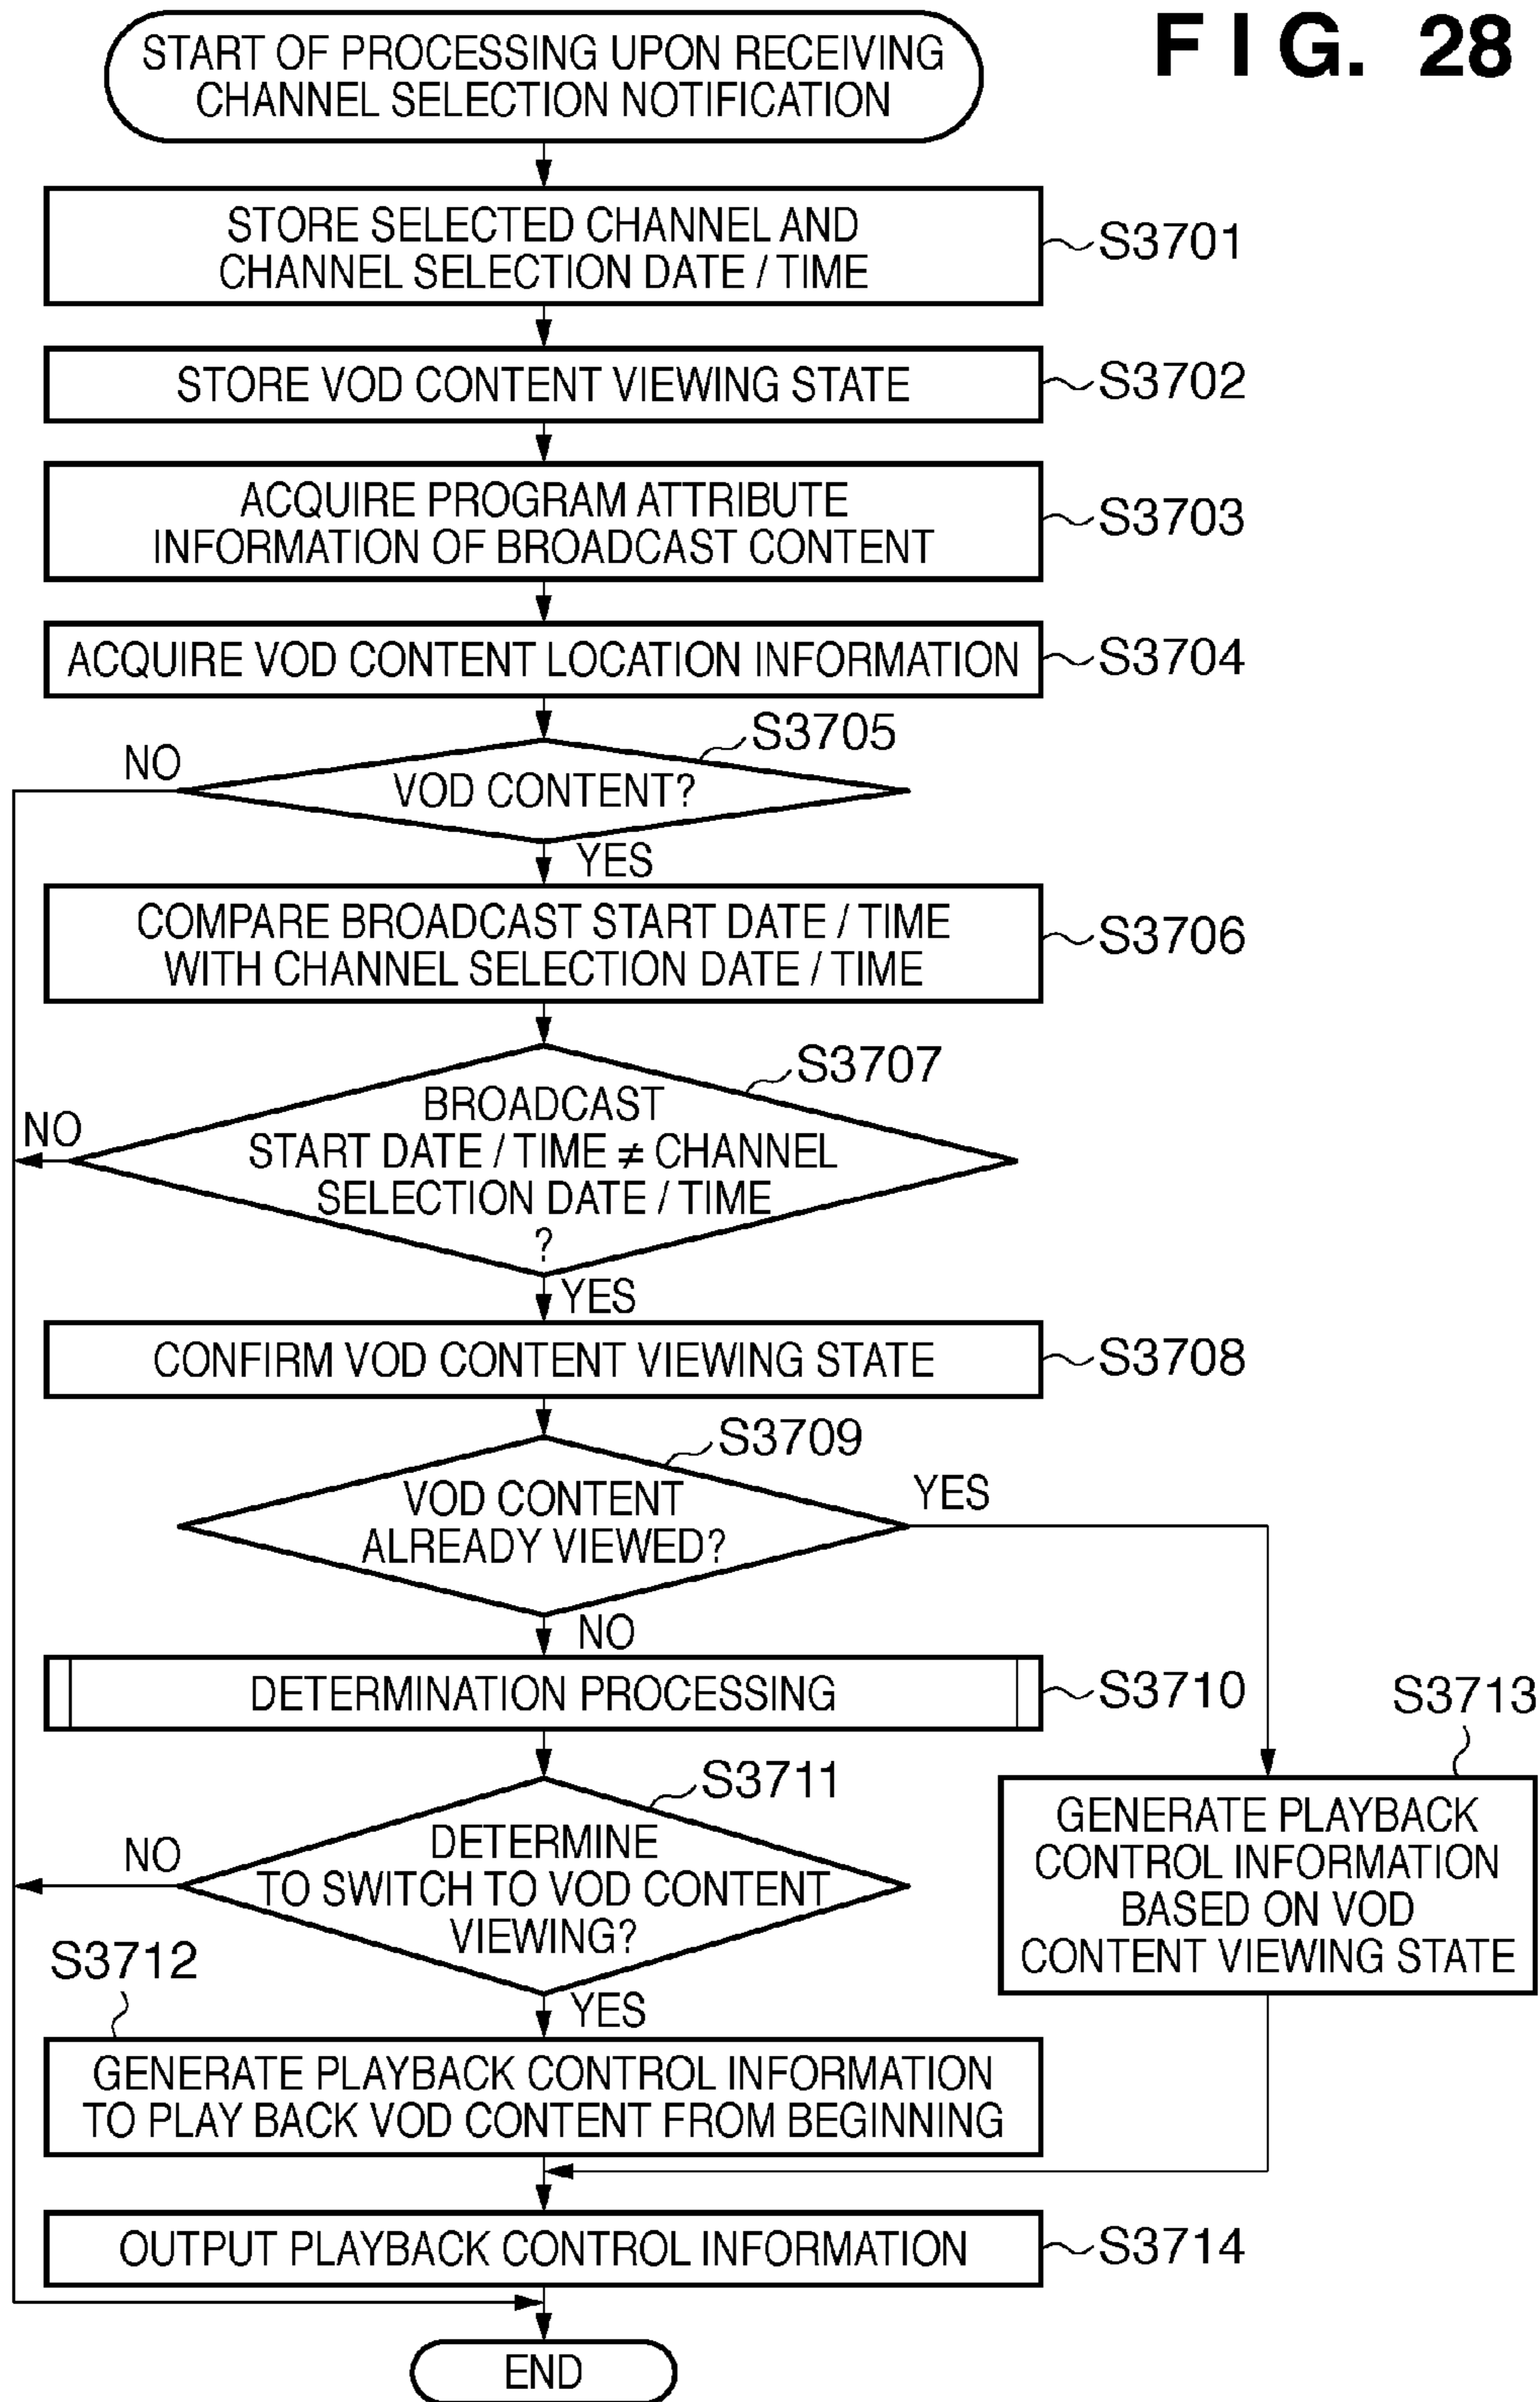 FIG. 28
START OF PROCESSING UPON RECEIVING
CHANNEL SELECTION NOTIFICATION
STORE SELECTED CHANNEL AND
CHANNEL SELECTION DATE / TIME
S3701
STORE VOD CONTENT VIEWING STATE
S3702
ACQUIRE PROGRAM ATTRIBUTE
INFORMATION OF BROADCAST CONTENT
S3703
ACQUIRE VOD CONTENT LOCATION INFORMATION
S3704
S3705
NO
VOD CONTENT?
YES
COMPARE BROADCAST START DATE / TIME
WITH CHANNEL SELECTION DATE / TIME
S3706
S3707
NO
BROADCAST
START DATE / TIME ≠ CHANNEL
SELECTION DATE / TIME
?
YES
CONFIRM VOD CONTENT VIEWING STATE
S3708
S3709
VOD CONTENT
ALREADY VIEWED?
YES
NO
DETERMINATION PROCESSING
S3710
S3711
NO
DETERMINE
TO SWITCH TO VOD CONTENT
VIEWING?
YES
S3712
GENERATE PLAYBACK CONTROL INFORMATION
TO PLAY BACK VOD CONTENT FROM BEGINNING
S3713
GENERATE PLAYBACK
CONTROL INFORMATION
BASED ON VOD
CONTENT VIEWING STATE
OUTPUT PLAYBACK CONTROL INFORMATION
S3714
END